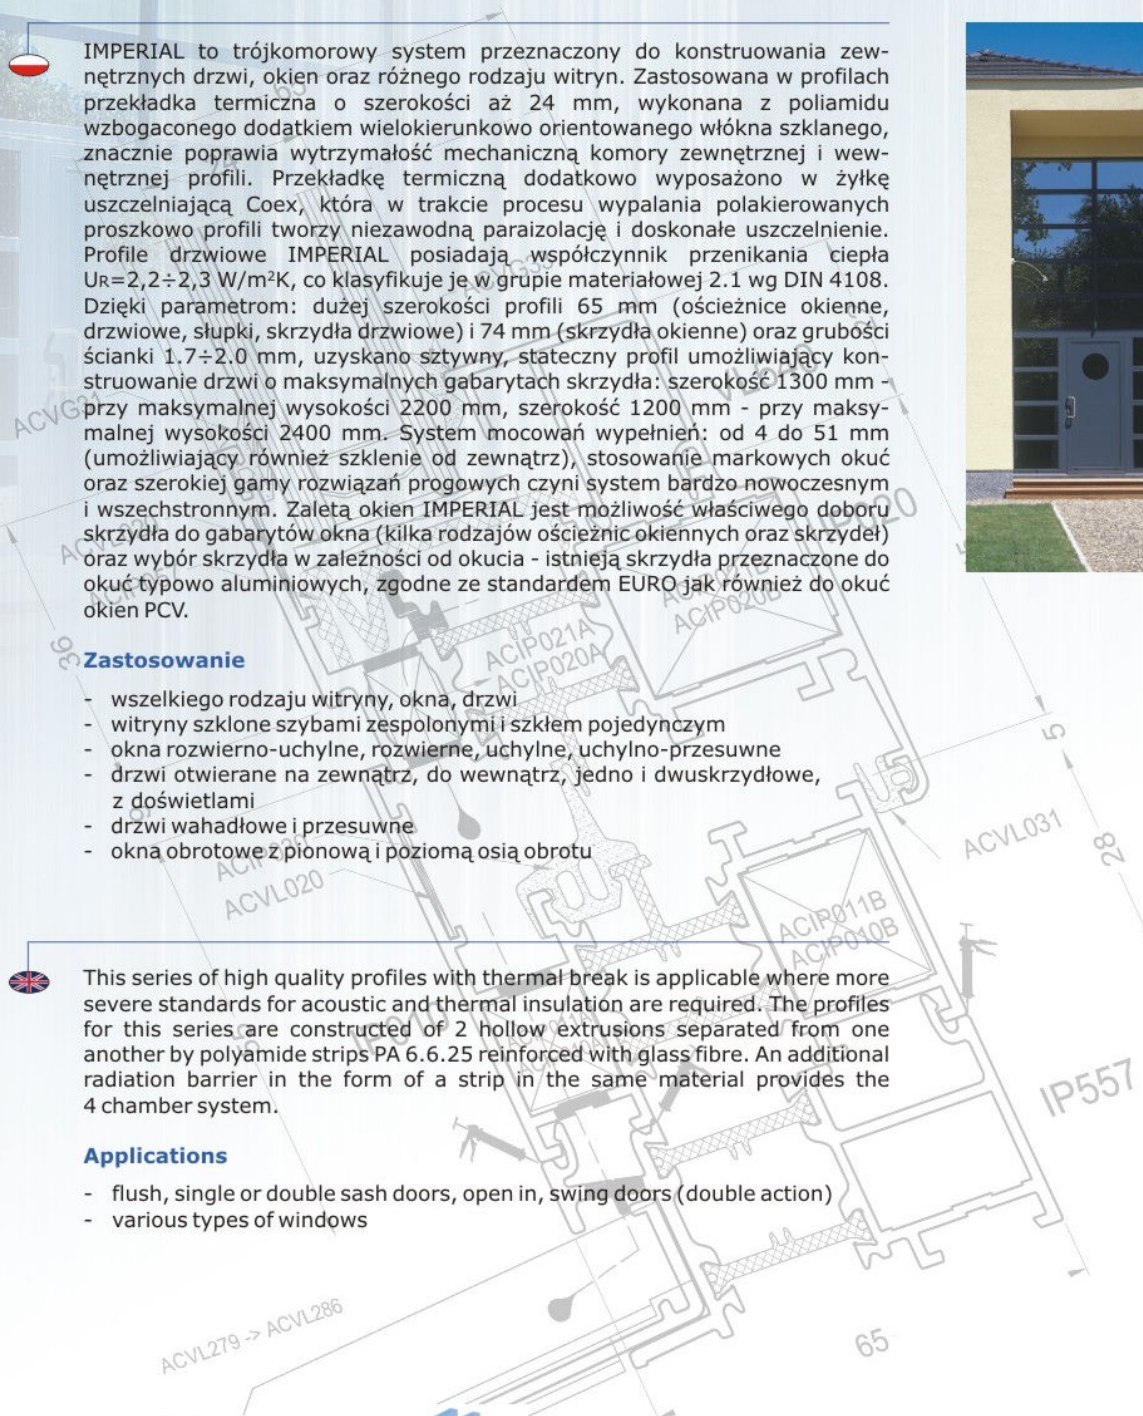 IMPERIAL to trójkomorowy system przeznaczony do konstruowania zew-
nętrznych drzwi, okien oraz różnego rodzaju witryn. Zastosowana w profilach
przekładka termiczna o szerokości aż 24 mm, wykonana z poliamidu
wzbogaconego dodatkiem wielokierunkowo orientowanego włókna szklanego,
znacznie poprawia wytrzymałość mechaniczną komory zewnętrznej i wew-
nętrznej profili. Przekładkę termiczną dodatkowo wyposażono w żyłkę
uszczelniającą Coex, która w trakcie procesu wypalania polakierowanych
proszkowo profili tworzy niezawodną paraizolację i doskonałe uszczelnienie.
Profile drzwiowe IMPERIAL posiadają współczynnik przenikania ciepła
UR=2,2÷2,3 W/m²K, co klasyfikuje je w grupie materiałowej 2.1 wg DIN 4108.
Dzięki parametrom: dużej szerokości profili 65 mm (ościeżnice okienne,
drzwiowe, słupki, skrzydła drzwiowe) i 74 mm (skrzydła okienne) oraz grubości
ścianki 1.7÷2.0 mm, uzyskano sztywny, stateczny profil umożliwiający kon-
struowanie drzwi o maksymalnych gabarytach skrzydła: szerokość 1300 mm -
przy maksymalnej wysokości 2200 mm, szerokość 1200 mm - przy maksy-
malnej wysokości 2400 mm. System mocowań wypełnień: od 4 do 51 mm
(umożliwiający również szklenie od zewnątrz), stosowanie markowych okuć
oraz szerokiej gamy rozwiązań progowych czyni system bardzo nowoczesnym
i wszechstronnym. Zaletą okien IMPERIAL jest możliwość właściwego doboru
skrzydła do gabarytów okna (kilka rodzajów ościeżnic okiennych oraz skrzydeł)
oraz wybór skrzydła w zależności od okucia - istnieją skrzydła przeznaczone do
okuć typowo aluminiowych, zgodne ze standardem EURO jak również do okuć
okien PCV.
Zastosowanie
- wszelkiego rodzaju witryny, okna, drzwi
- witryny szklone szybami zespolonymi i szkłem pojedynczym
- okna rozwierno-uchylne, rozwierne, uchylne, uchylno-przesuwne
- drzwi otwierane na zewnątrz, do wewnątrz, jedno i dwuskrzydłowe,
z doświetlami
- drzwi wahadłowe i przesuwne
- okna obrotowe z pionową i poziomą osią obrotu
This series of high quality profiles with thermal break is applicable where more
severe standards for acoustic and thermal insulation are required. The profiles
for this series are constructed of 2 hollow extrusions separated from one
another by polyamide strips PA 6.6.25 reinforced with glass fibre. An additional
radiation barrier in the form of a strip in the same material provides the
4 chamber system.
Applications
- flush, single or double sash doors, open in, swing doors (double action)
- various types of windows
ACVG31
36
ACIP021A
ACIP020A
ACIP020B
IP020
5
ACVL031
28
ACVL020
ACIP011B
ACIP010B
IP010
IP557
ACVL279 -> ACVL286
65